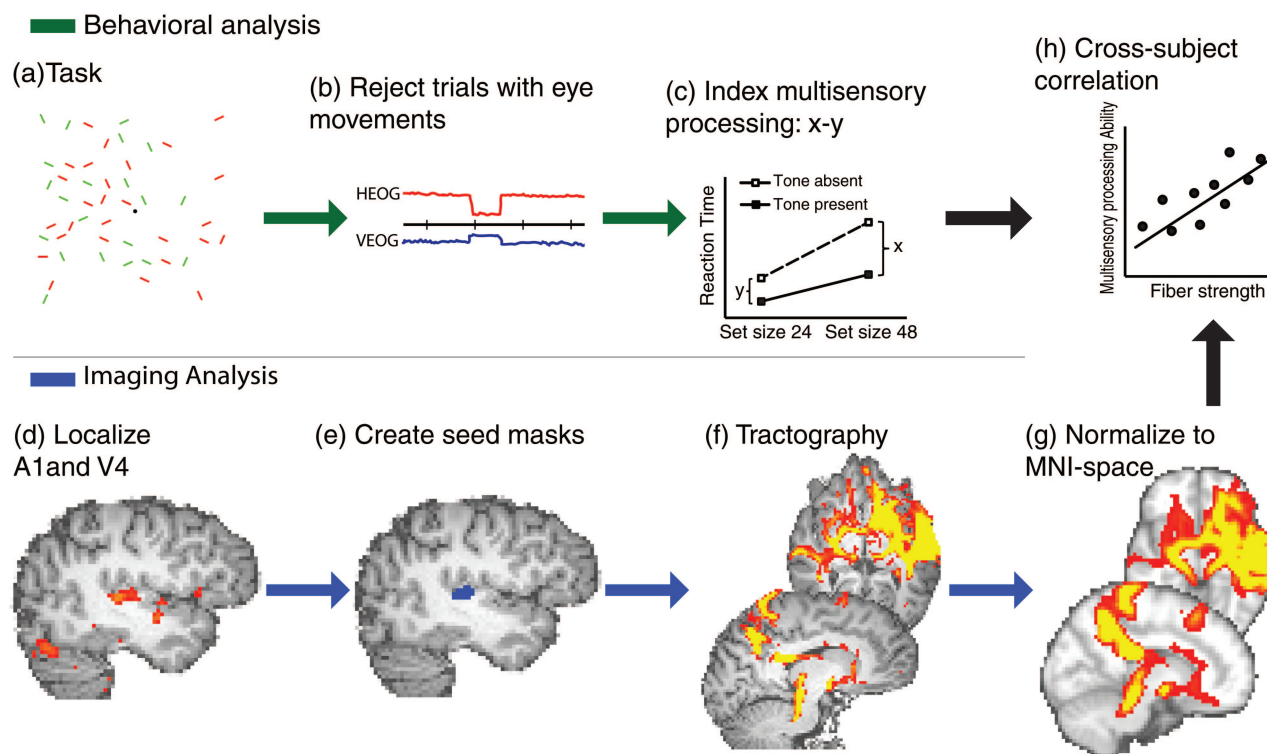 Behavioral analysis
(a)Task
(b) Reject trials with eye
movements
HEOG
VEOG
(c) Index multisensory
processing: x-y
Tone absent
Tone present
Reaction Time
x
y
Set size 24
Set size 48
(h) Cross-subject
correlation
Multisensory processing Ability
Fiber strength
Imaging Analysis
(d) Localize
A1and V4
(e) Create seed masks
(f) Tractography
(g) Normalize to
MNI-space